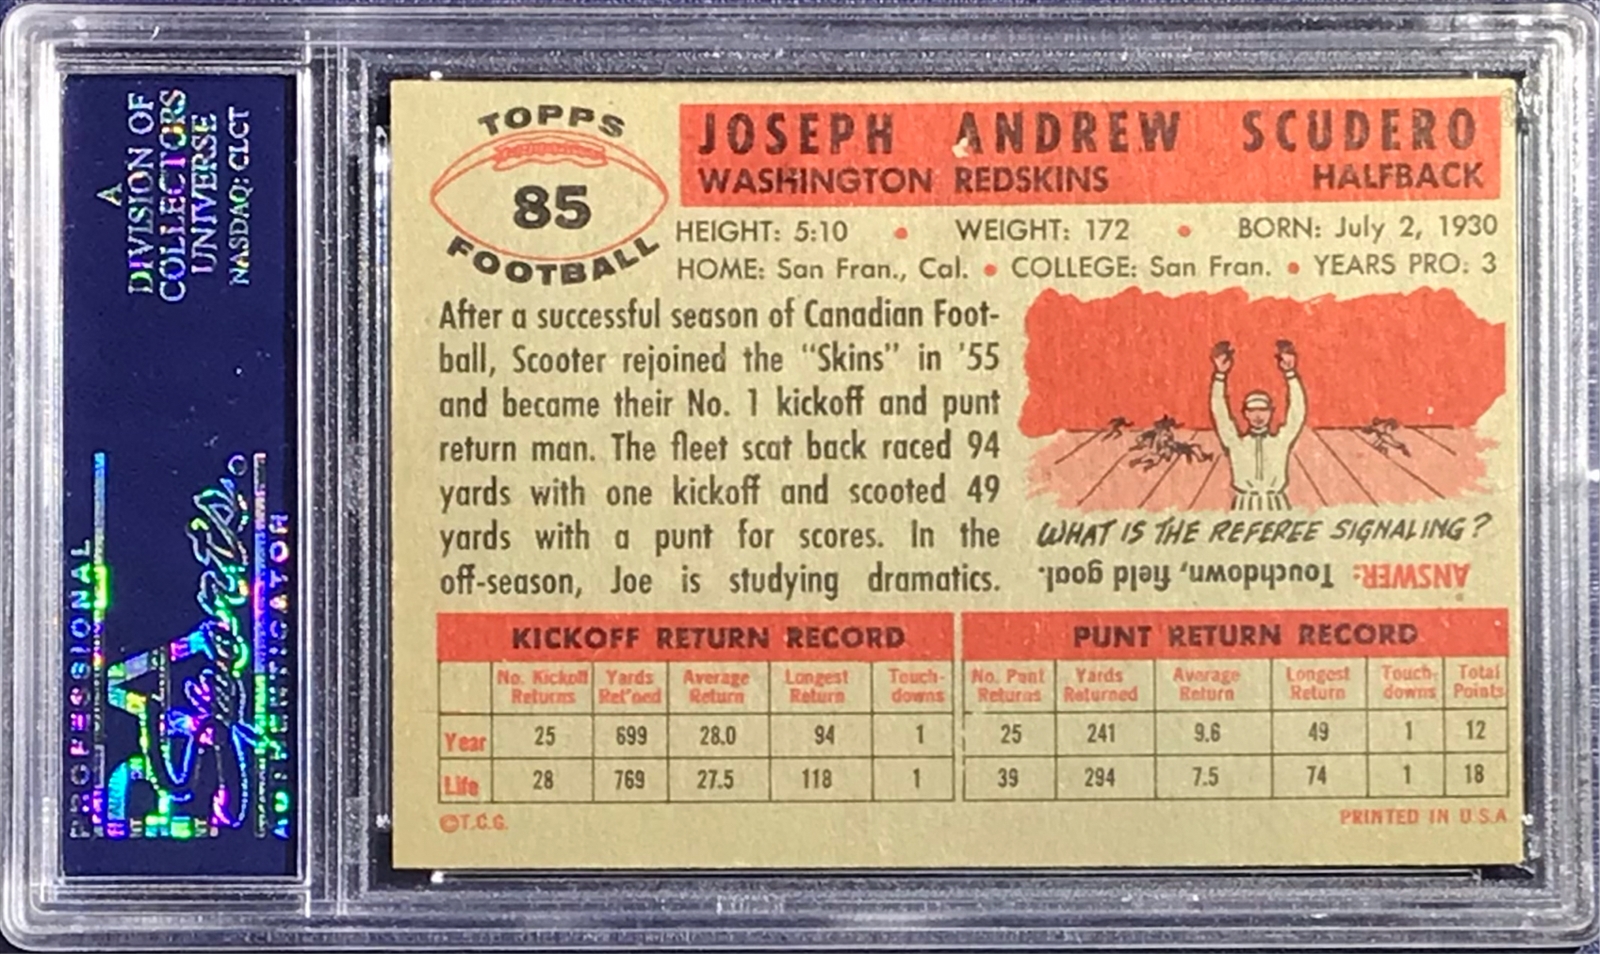 A
DIVISION OF
COLLECTORS
UNIVERSE
NASDAQ: CLCT
PROFESSIONAL
AUTHENTICATOR
TOPPS
85
FOOTBALL
JOSEPH ANDREW SCUDERO
WASHINGTON REDSKINS HALFBACK
HEIGHT: 5:10 • WEIGHT: 172 • BORN: July 2, 1930
HOME: San Fran., Cal. • COLLEGE: San Fran. • YEARS PRO: 3
After a successful season of Canadian Foot-
ball, Scooter rejoined the "Skins" in '55
and became their No. 1 kickoff and punt
return man. The fleet scat back raced 94
yards with one kickoff and scooted 49
yards with a punt for scores. In the
off-season, Joe is studying dramatics.
WHAT IS THE REFEREE SIGNALING?
ANSWER: Touchdown, field goal.
KICKOFF RETURN RECORD
No. Kickoff Returns Yards Ret'ned Average Return Longest Return Touch-downs
Year 25 699 28.0 94 1
Life 28 769 27.5 118 1
PUNT RETURN RECORD
No. Punt Returns Yards Returned Average Return Longest Return Touch-downs Total Points
25 241 9.6 49 1 12
39 294 7.5 74 1 18
©T.C.G. PRINTED IN U.S.A